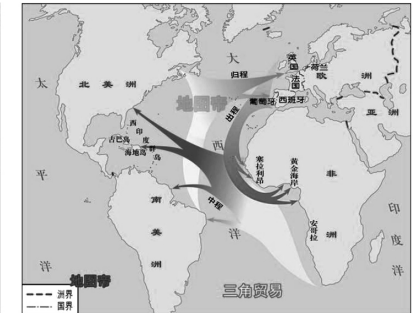 大
西
洋
太
平
洋
北美洲
南
美
洲
欧 洲
亚洲
非
洲
印
度
洋
英国
荷兰
法国
葡萄牙
西班牙
归程
出程
中程
西
印
度
群
岛
古巴岛
海地岛
塞拉利昂
黄金海岸
安哥拉
地图帝
地图帝
三角贸易
洲界
国界